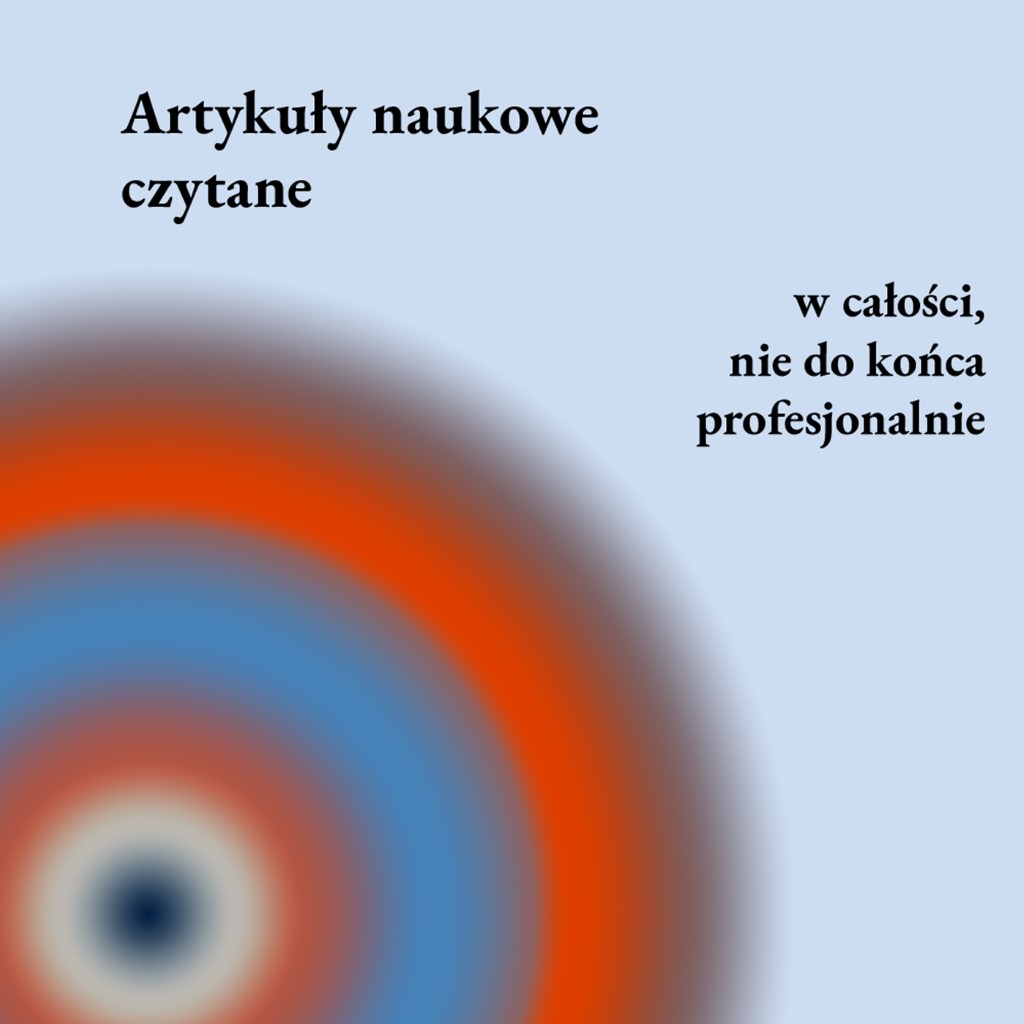 Artykuły naukowe
czytane
w całości,
nie do końca
profesjonalnie